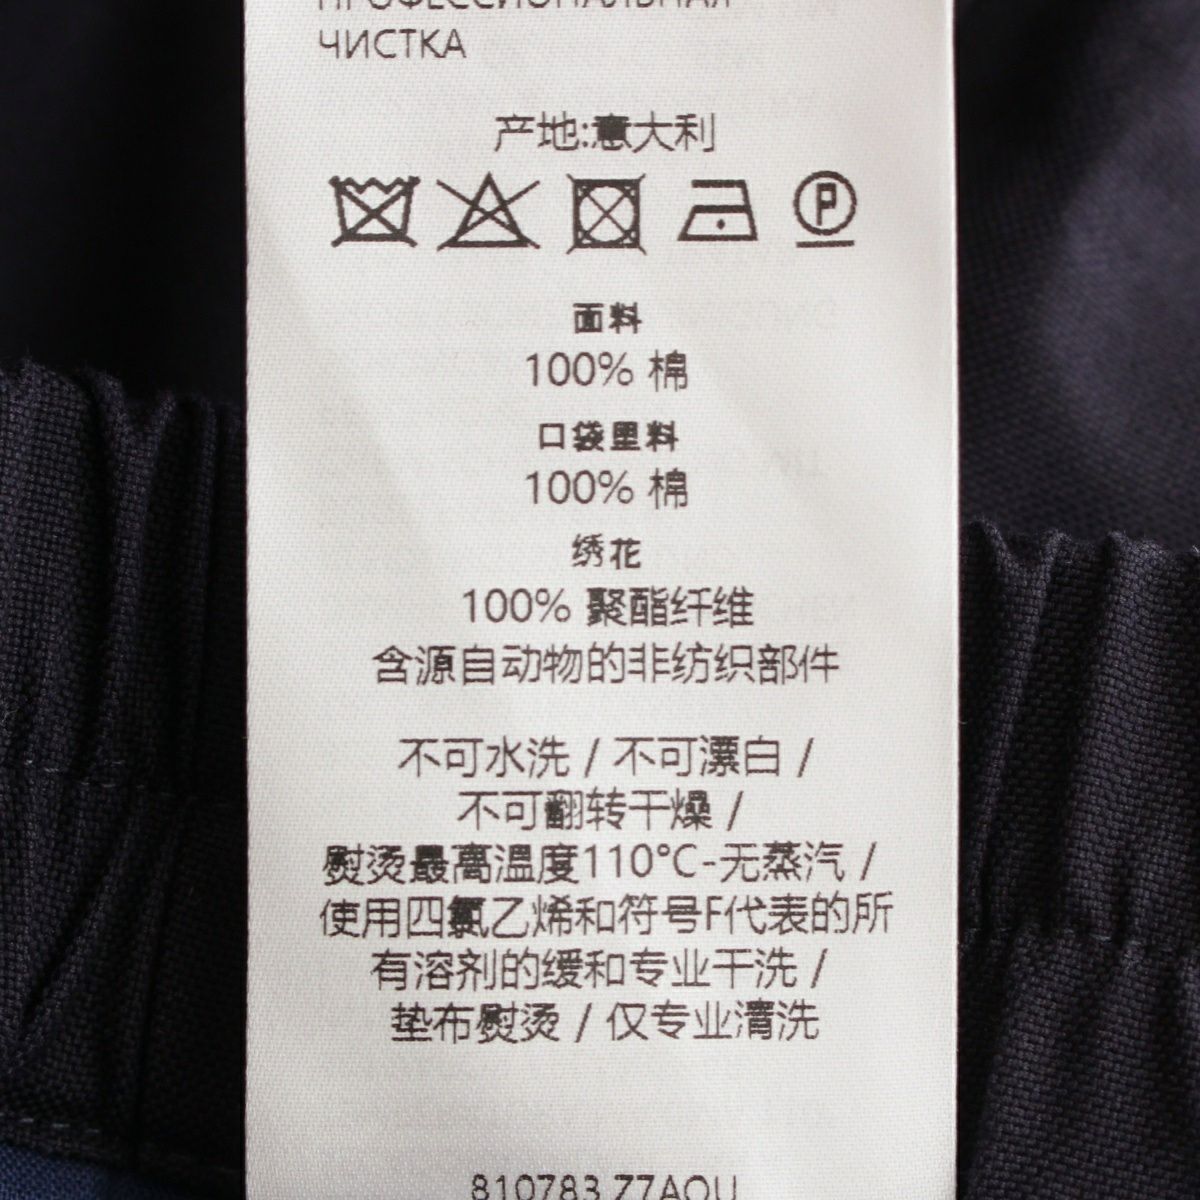 ПРОФЕССИОНАЛЬНАЯ
ЧИСТКА
产地:意大利
P
面料
100% 棉
口袋里料
100% 棉
绣花
100% 聚酯纤维
含源自动物的非纺织部件
不可水洗 / 不可漂白 /
不可翻转干燥 /
熨烫最高温度110°C-无蒸汽 /
使用四氯乙烯和符号F代表的所
有溶剂的缓和专业干洗 /
垫布熨烫 / 仅专业清洗
810783 Z7AOU